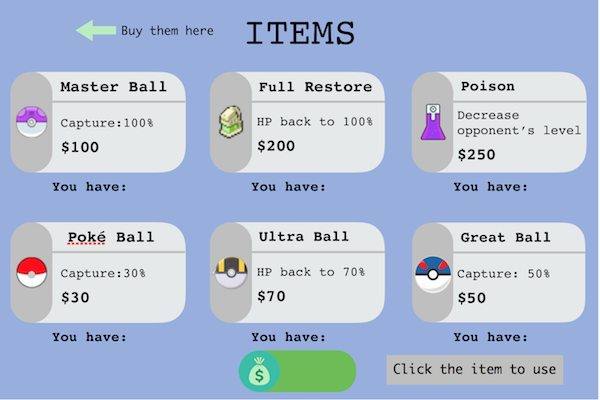 Buy them here
ITEMS
Master Ball
Capture:100%
$100
You have:
Full Restore
HP back to 100%
$200
You have:
Poison
Decrease
opponent's level
$250
You have:
Poké Ball
Capture:30%
$30
You have:
Ultra Ball
HP back to 70%
$70
You have:
Great Ball
Capture: 50%
$50
You have:
$
Click the item to use